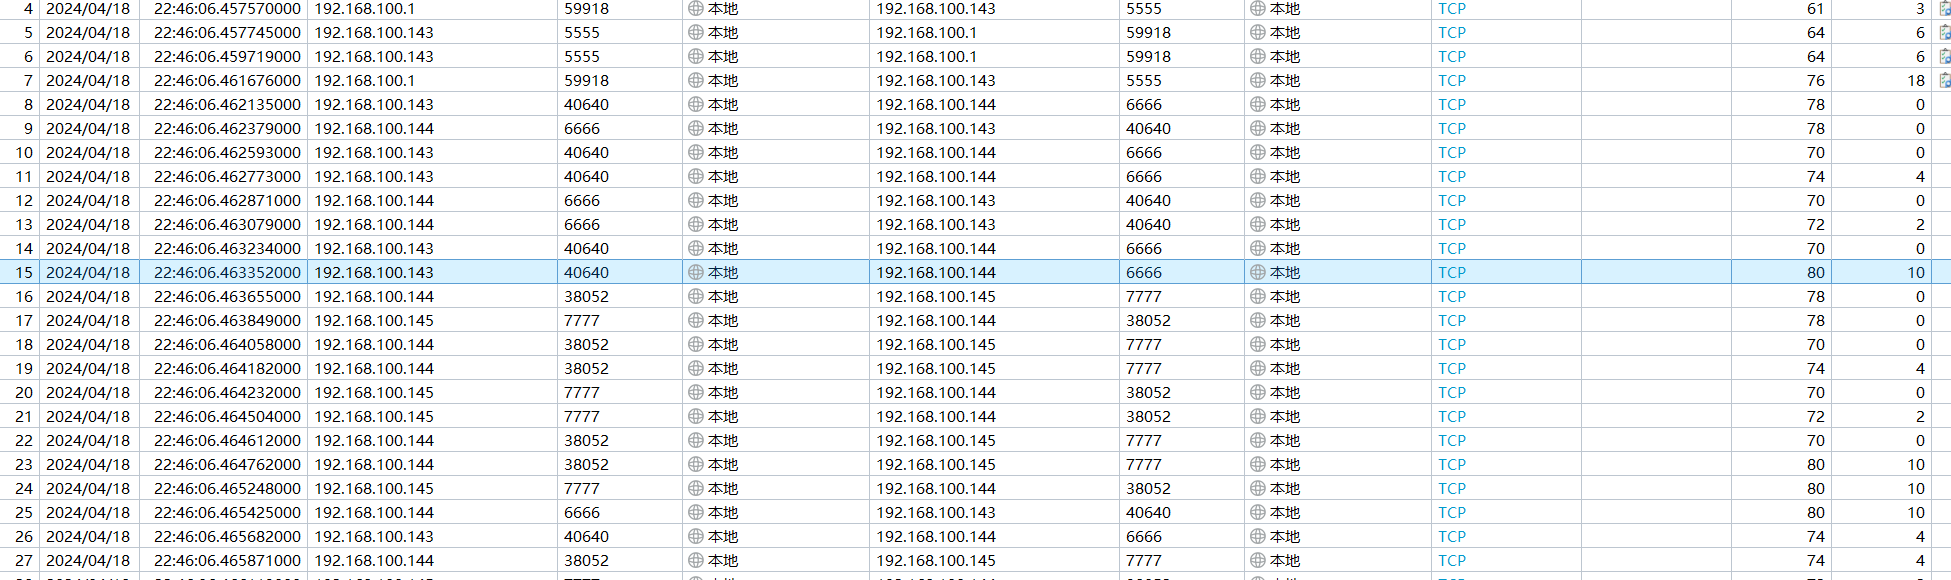 4 2024/04/18 22:46:06.457570000 192.168.100.1 59918 本地 192.168.100.143 5555 本地 TCP 61 3
5 2024/04/18 22:46:06.457745000 192.168.100.143 5555 本地 192.168.100.1 59918 本地 TCP 64 6
6 2024/04/18 22:46:06.459719000 192.168.100.143 5555 本地 192.168.100.1 59918 本地 TCP 64 6
7 2024/04/18 22:46:06.461676000 192.168.100.1 59918 本地 192.168.100.143 5555 本地 TCP 76 18
8 2024/04/18 22:46:06.462135000 192.168.100.143 40640 本地 192.168.100.144 6666 本地 TCP 78 0
9 2024/04/18 22:46:06.462379000 192.168.100.144 6666 本地 192.168.100.143 40640 本地 TCP 78 0
10 2024/04/18 22:46:06.462593000 192.168.100.143 40640 本地 192.168.100.144 6666 本地 TCP 70 0
11 2024/04/18 22:46:06.462773000 192.168.100.143 40640 本地 192.168.100.144 6666 本地 TCP 74 4
12 2024/04/18 22:46:06.462871000 192.168.100.144 6666 本地 192.168.100.143 40640 本地 TCP 70 0
13 2024/04/18 22:46:06.463079000 192.168.100.144 6666 本地 192.168.100.143 40640 本地 TCP 72 2
14 2024/04/18 22:46:06.463234000 192.168.100.143 40640 本地 192.168.100.144 6666 本地 TCP 70 0
15 2024/04/18 22:46:06.463352000 192.168.100.143 40640 本地 192.168.100.144 6666 本地 TCP 80 10
16 2024/04/18 22:46:06.463655000 192.168.100.144 38052 本地 192.168.100.145 7777 本地 TCP 78 0
17 2024/04/18 22:46:06.463849000 192.168.100.145 7777 本地 192.168.100.144 38052 本地 TCP 78 0
18 2024/04/18 22:46:06.464058000 192.168.100.144 38052 本地 192.168.100.145 7777 本地 TCP 70 0
19 2024/04/18 22:46:06.464182000 192.168.100.144 38052 本地 192.168.100.145 7777 本地 TCP 74 4
20 2024/04/18 22:46:06.464232000 192.168.100.145 7777 本地 192.168.100.144 38052 本地 TCP 70 0
21 2024/04/18 22:46:06.464504000 192.168.100.145 7777 本地 192.168.100.144 38052 本地 TCP 72 2
22 2024/04/18 22:46:06.464612000 192.168.100.144 38052 本地 192.168.100.145 7777 本地 TCP 70 0
23 2024/04/18 22:46:06.464762000 192.168.100.144 38052 本地 192.168.100.145 7777 本地 TCP 80 10
24 2024/04/18 22:46:06.465248000 192.168.100.145 7777 本地 192.168.100.144 38052 本地 TCP 80 10
25 2024/04/18 22:46:06.465425000 192.168.100.144 6666 本地 192.168.100.143 40640 本地 TCP 80 10
26 2024/04/18 22:46:06.465682000 192.168.100.143 40640 本地 192.168.100.144 6666 本地 TCP 74 4
27 2024/04/18 22:46:06.465871000 192.168.100.144 38052 本地 192.168.100.145 7777 本地 TCP 74 4